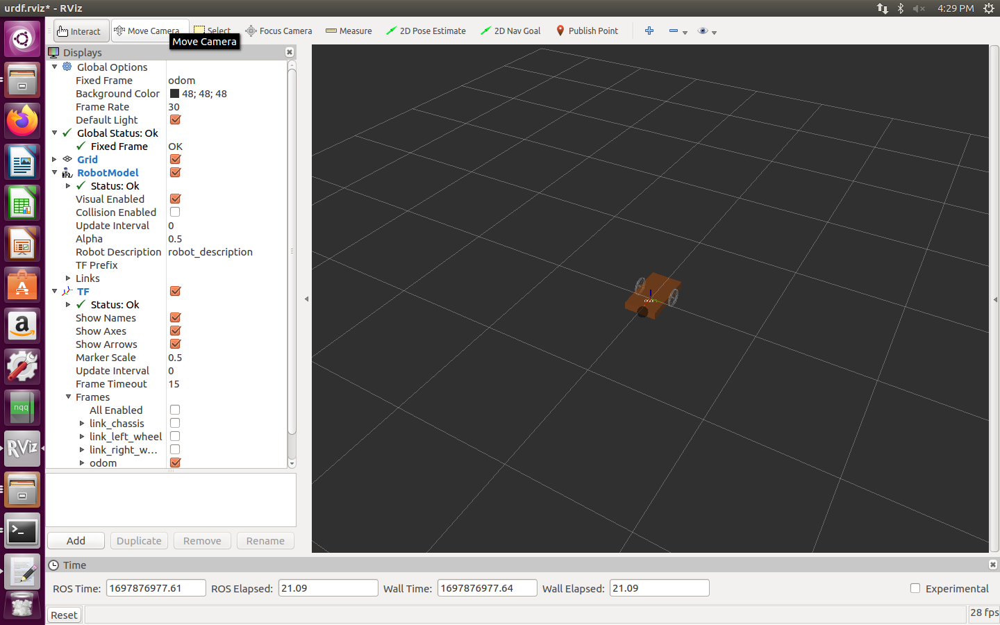 urdf.rviz* - RViz
4:29 PM
Interact
Move Camera
Select
Focus Camera
Measure
2D Pose Estimate
2D Nav Goal
Publish Point
Move Camera
Displays
Global Options
Fixed Frame odom
Background Color 48; 48; 48
Frame Rate 30
Default Light
Global Status: Ok
Fixed Frame OK
Grid
RobotModel
Status: Ok
Visual Enabled
Collision Enabled
Update Interval 0
Alpha 0.5
Robot Description robot_description
TF Prefix
Links
TF
Status: Ok
Show Names
Show Axes
Show Arrows
Marker Scale 0.5
Update Interval 0
Frame Timeout 15
Frames
All Enabled
link_chassis
link_left_wheel
link_right_w...
odom
nqq
RViz
Add
Duplicate
Remove
Rename
Time
ROS Time: 1697876977.61 ROS Elapsed: 21.09 Wall Time: 1697876977.64 Wall Elapsed: 21.09 Experimental
Reset
28 fps